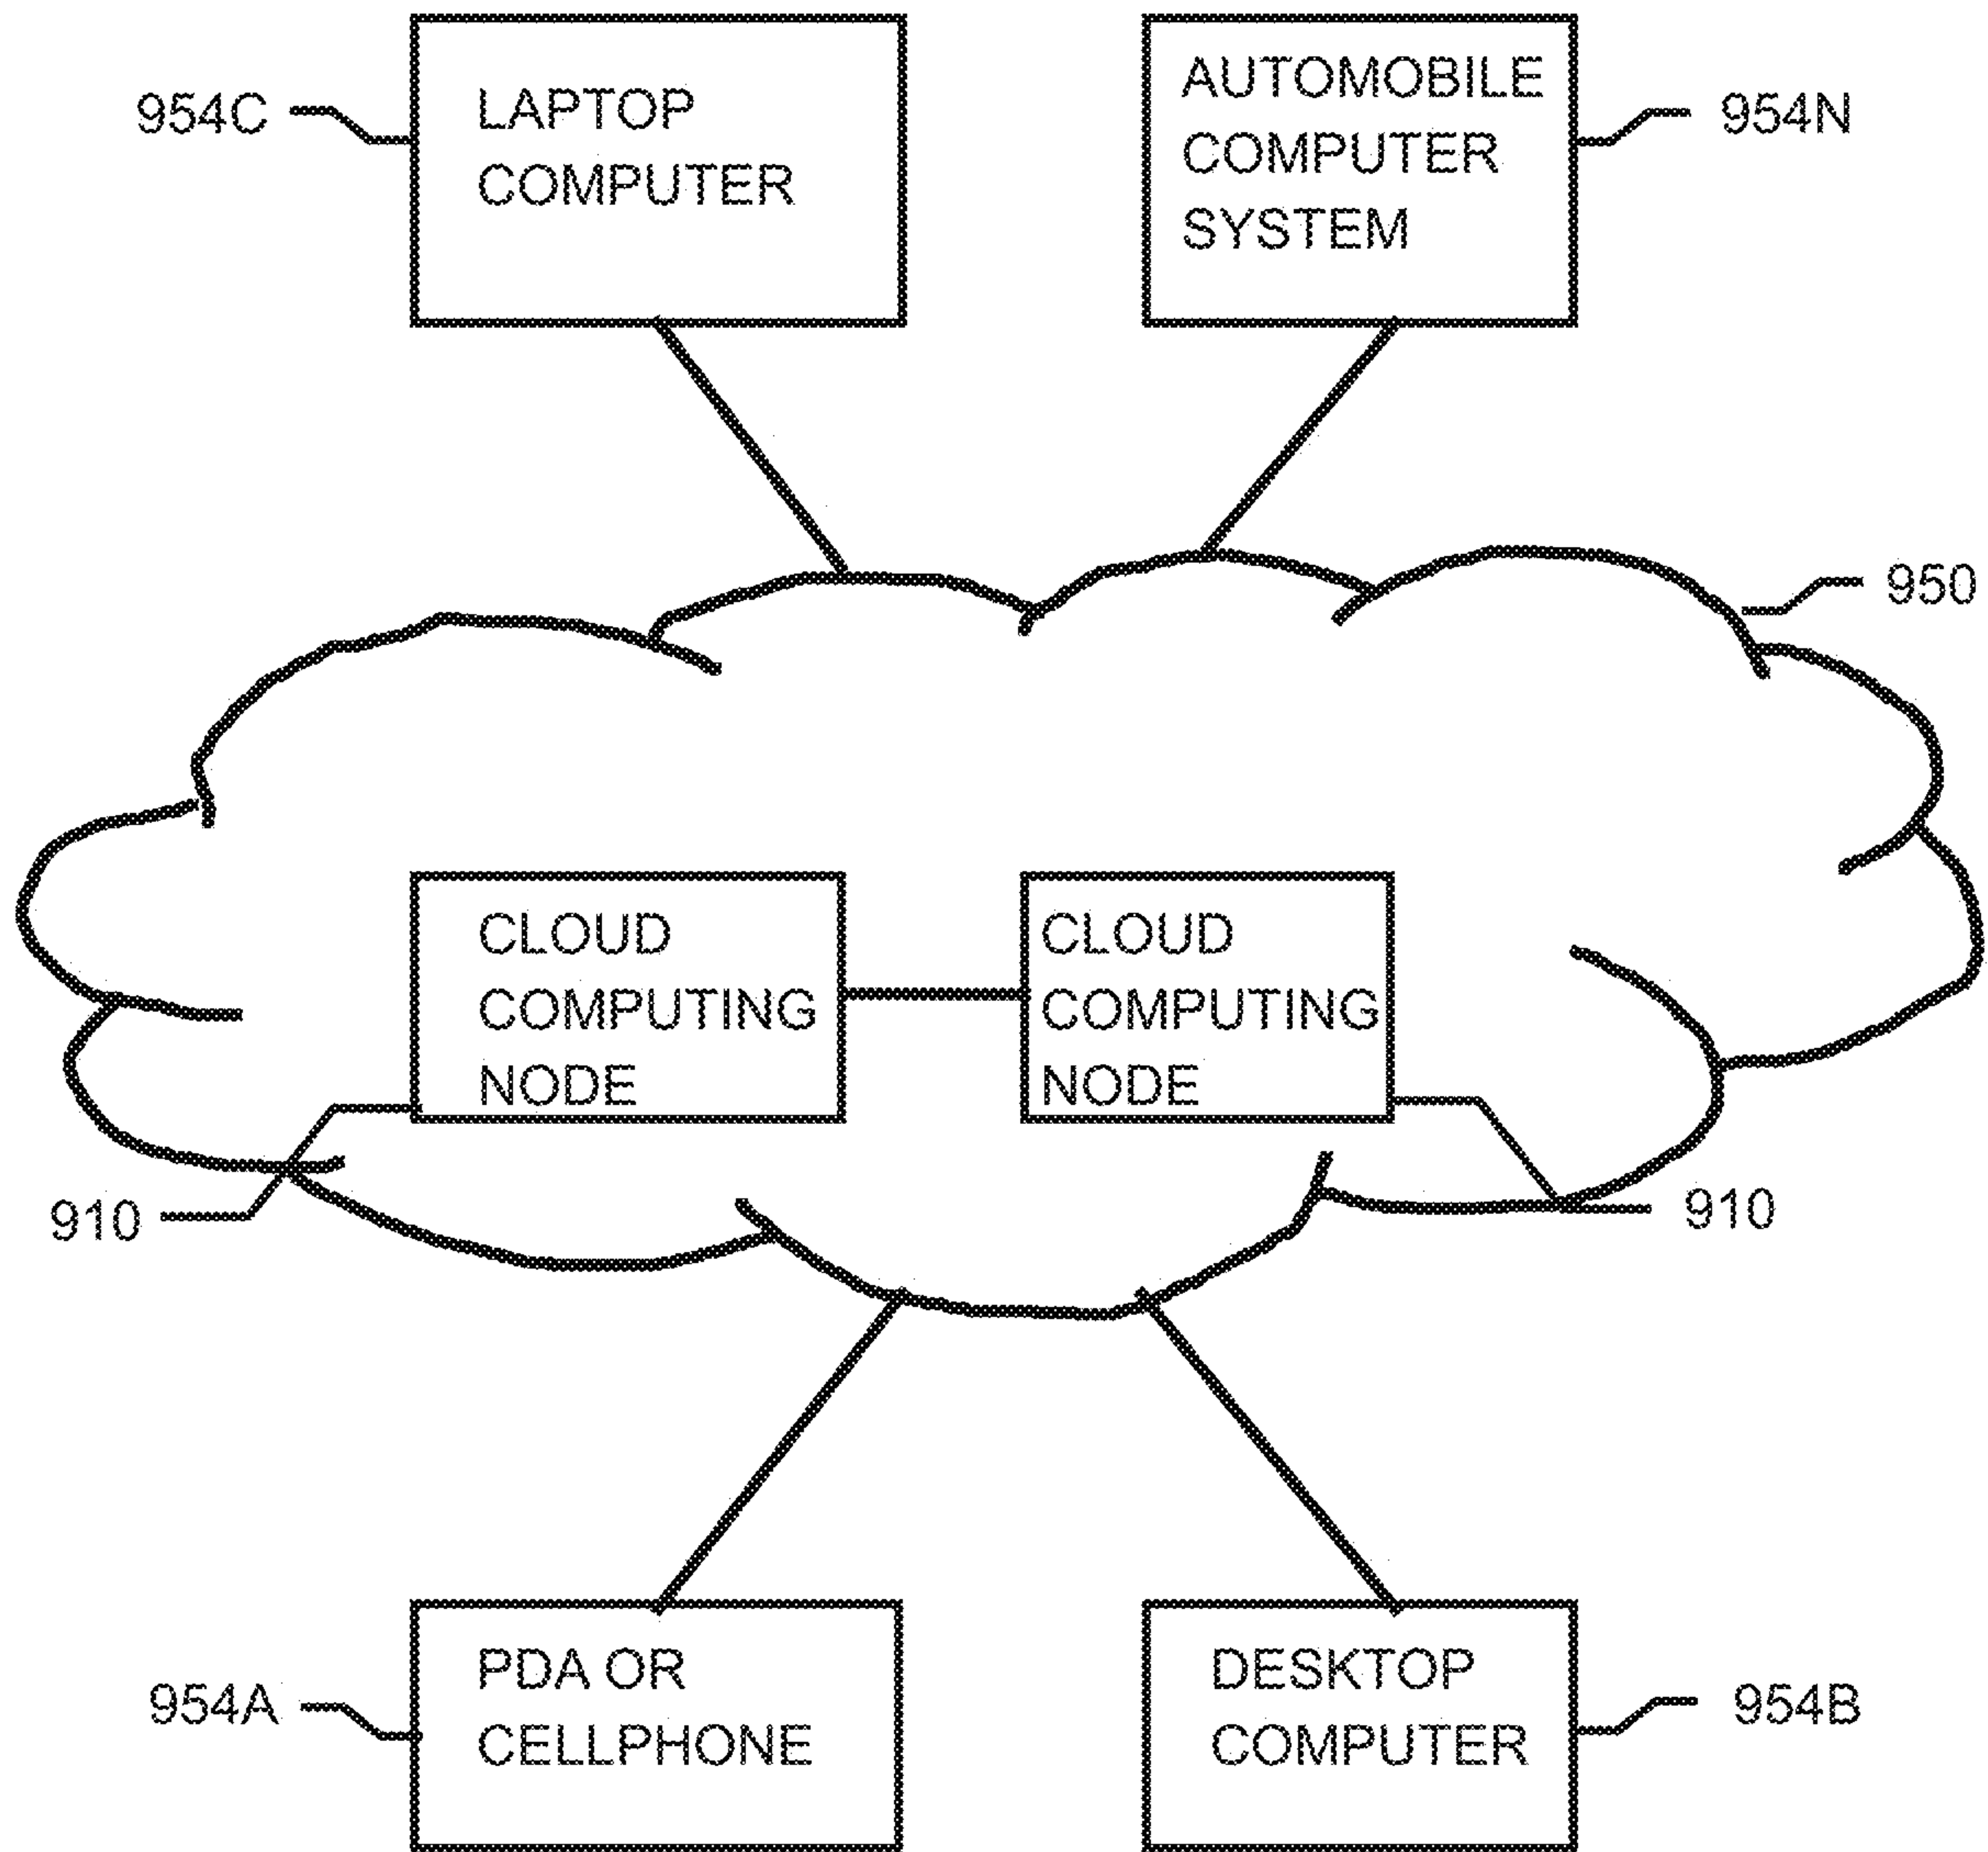 954C
LAPTOP
COMPUTER
AUTOMOBILE
COMPUTER
SYSTEM
954N
950
CLOUD
COMPUTING
NODE
CLOUD
COMPUTING
NODE
910
910
954A
PDA OR
CELLPHONE
DESKTOP
COMPUTER
954B